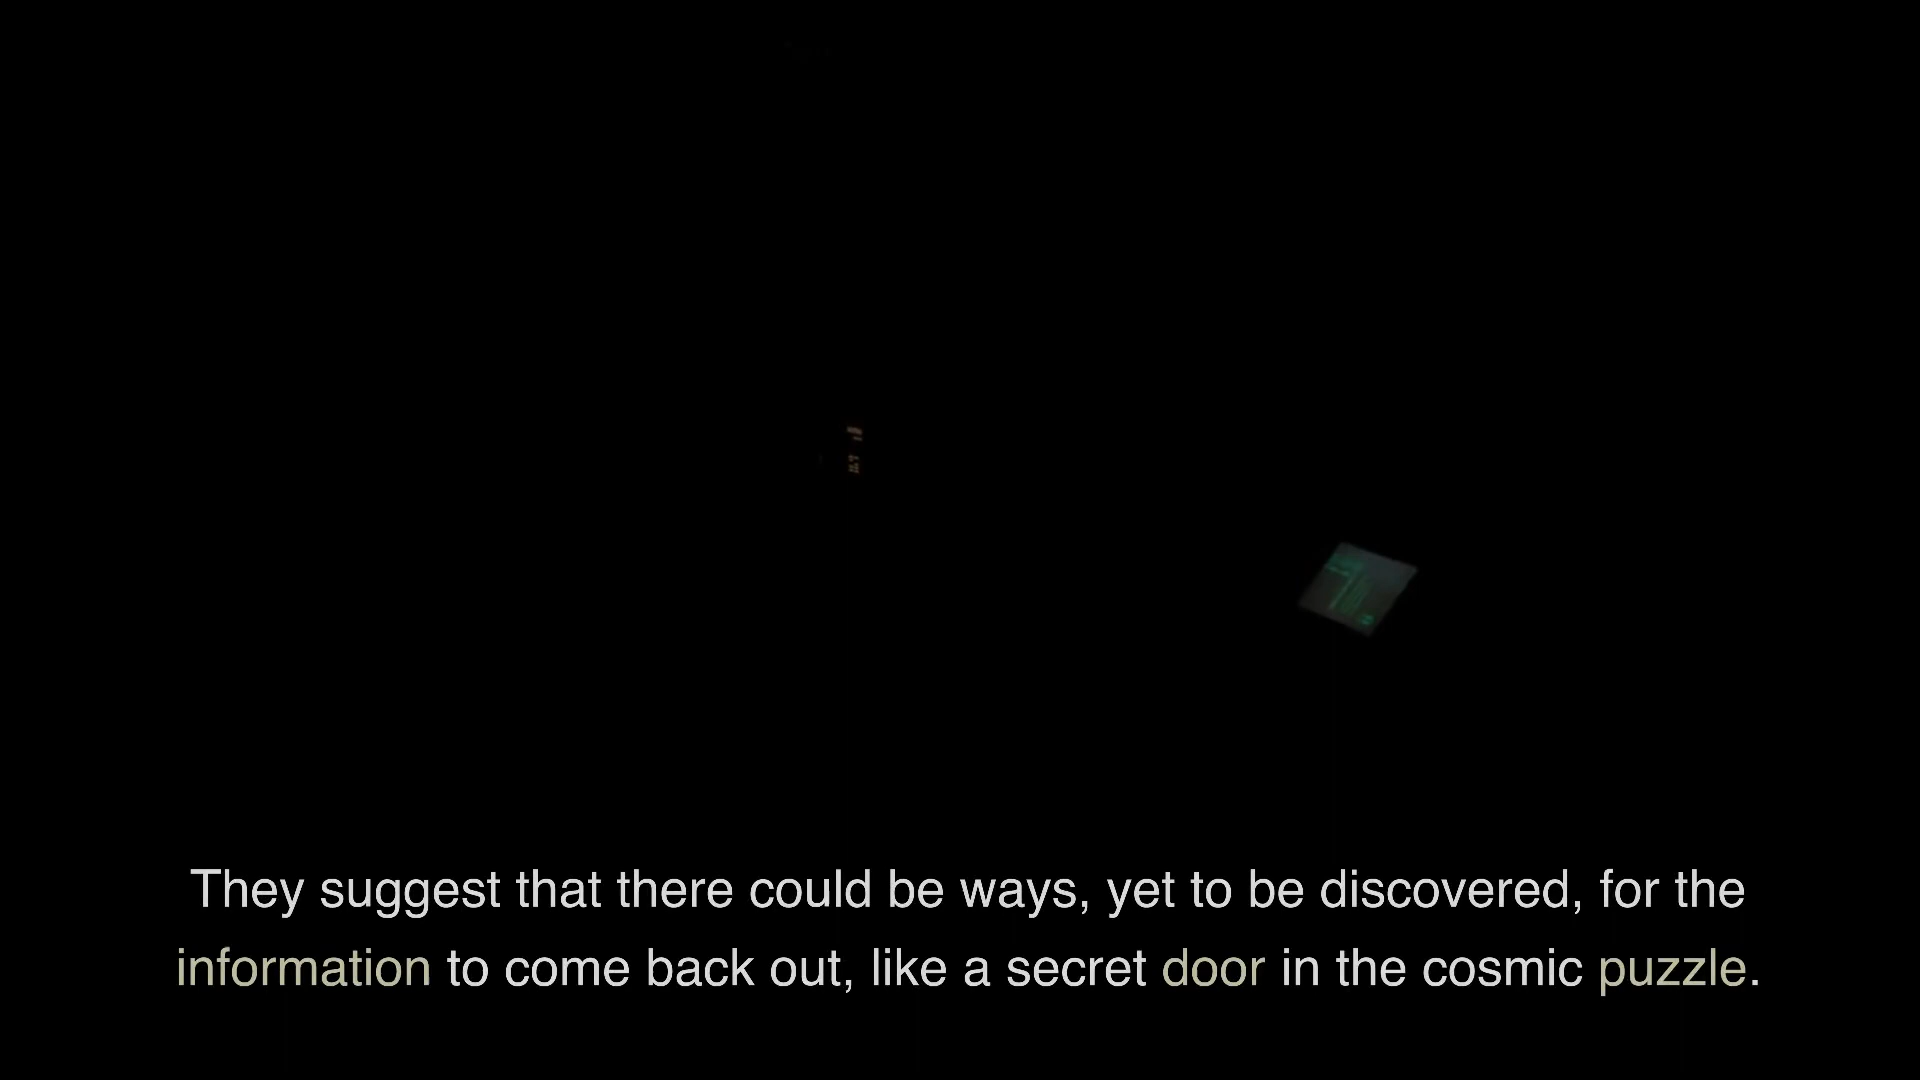 They suggest that there could be ways, yet to be discovered, for the
information to come back out, like a secret door in the cosmic puzzle.